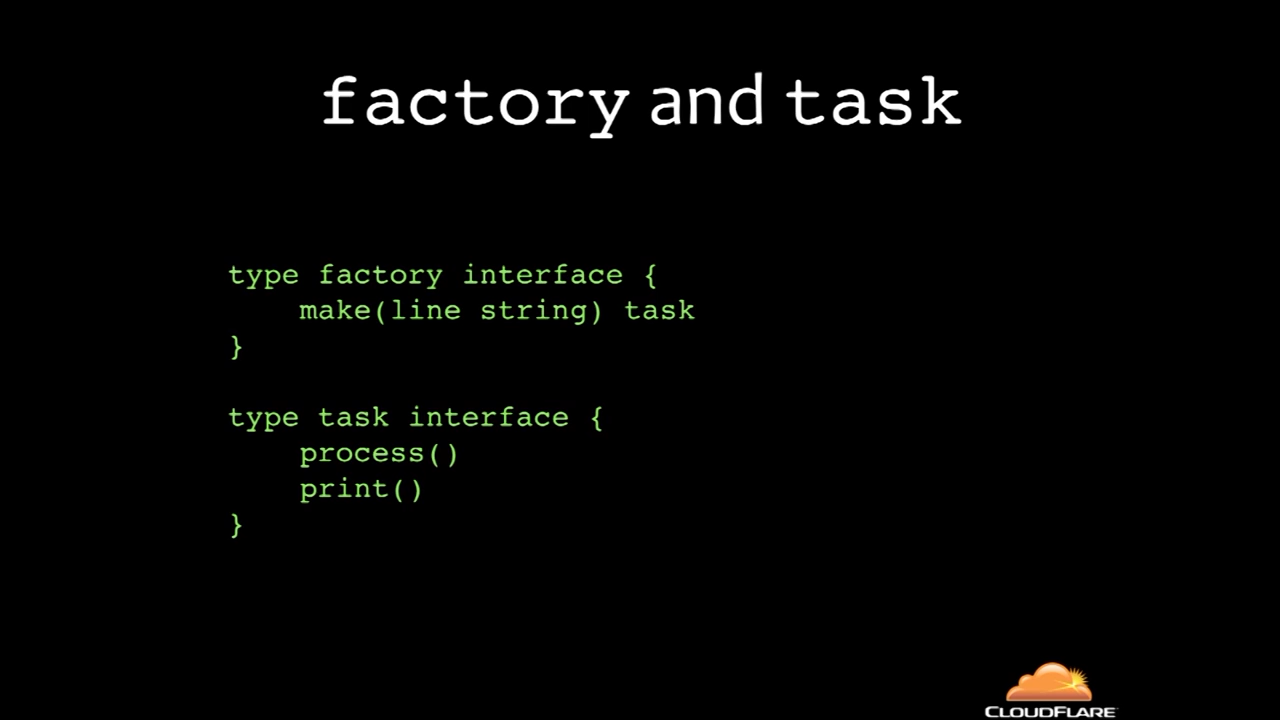 factory and task
type factory interface {
    make(line string) task
}
type task interface {
    process()
    print()
}
CLOUDFLARE